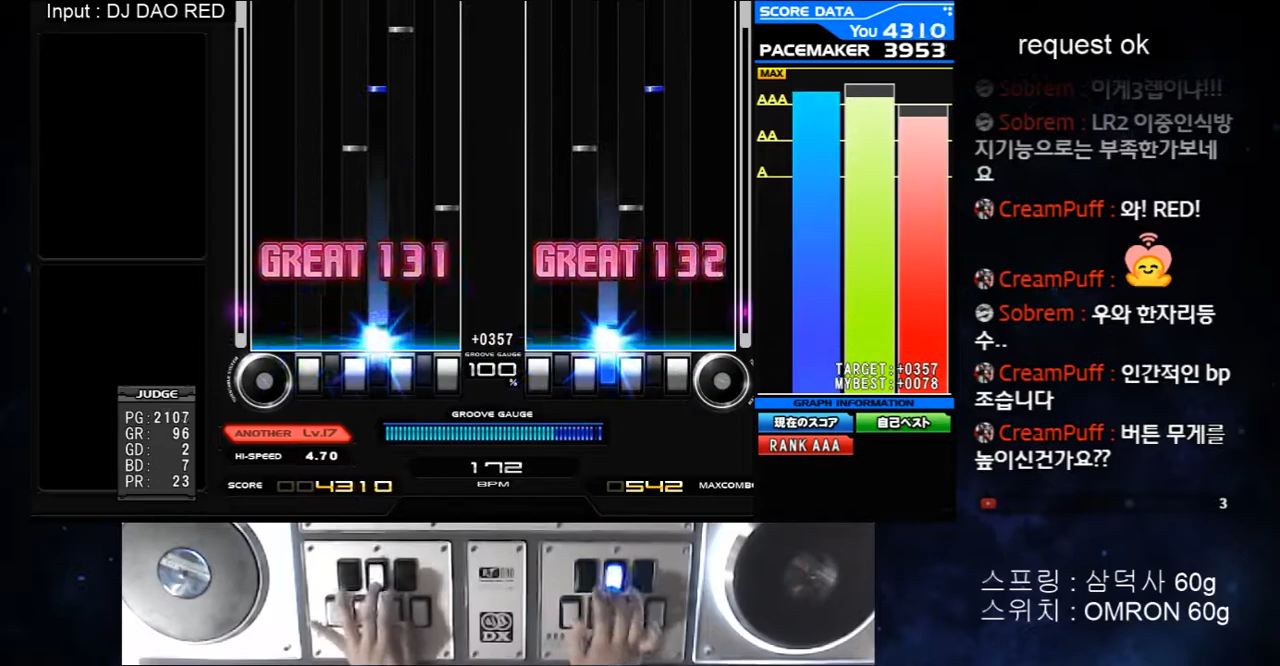 Input : DJ DAO RED
SCORE DATA
You 4310
PACEMAKER 3953
MAX
AAA
AA
A
GREAT 131
GREAT 132
+0357
GROOVE GAUGE
100
%
TARGET:+0357
MYBEST:+0078
GRAPH INFORMATION
現在のスコア
自己ベスト
RANK AAA
JUDGE
PG: 2107
GR: 96
GD: 2
BD: 7
PR: 23
GROOVE GAUGE
ANOTHER Lv.17
HI-SPEED 4.70
172
BPM
SCORE 004310
0542 MAXCOMBO
DX
request ok
Sobrem : 이게3렙이냐!!!
Sobrem : LR2 이중인식방
지기능으로는 부족한가보네
요
CreamPuff : 와! RED!
CreamPuff :
Sobrem : 우와 한자리등
수..
CreamPuff : 인간적인 bp
조습니다
CreamPuff : 버튼 무게를
높이신건가요??
3
스프링 : 삼덕사 60g
스위치 : OMRON 60g